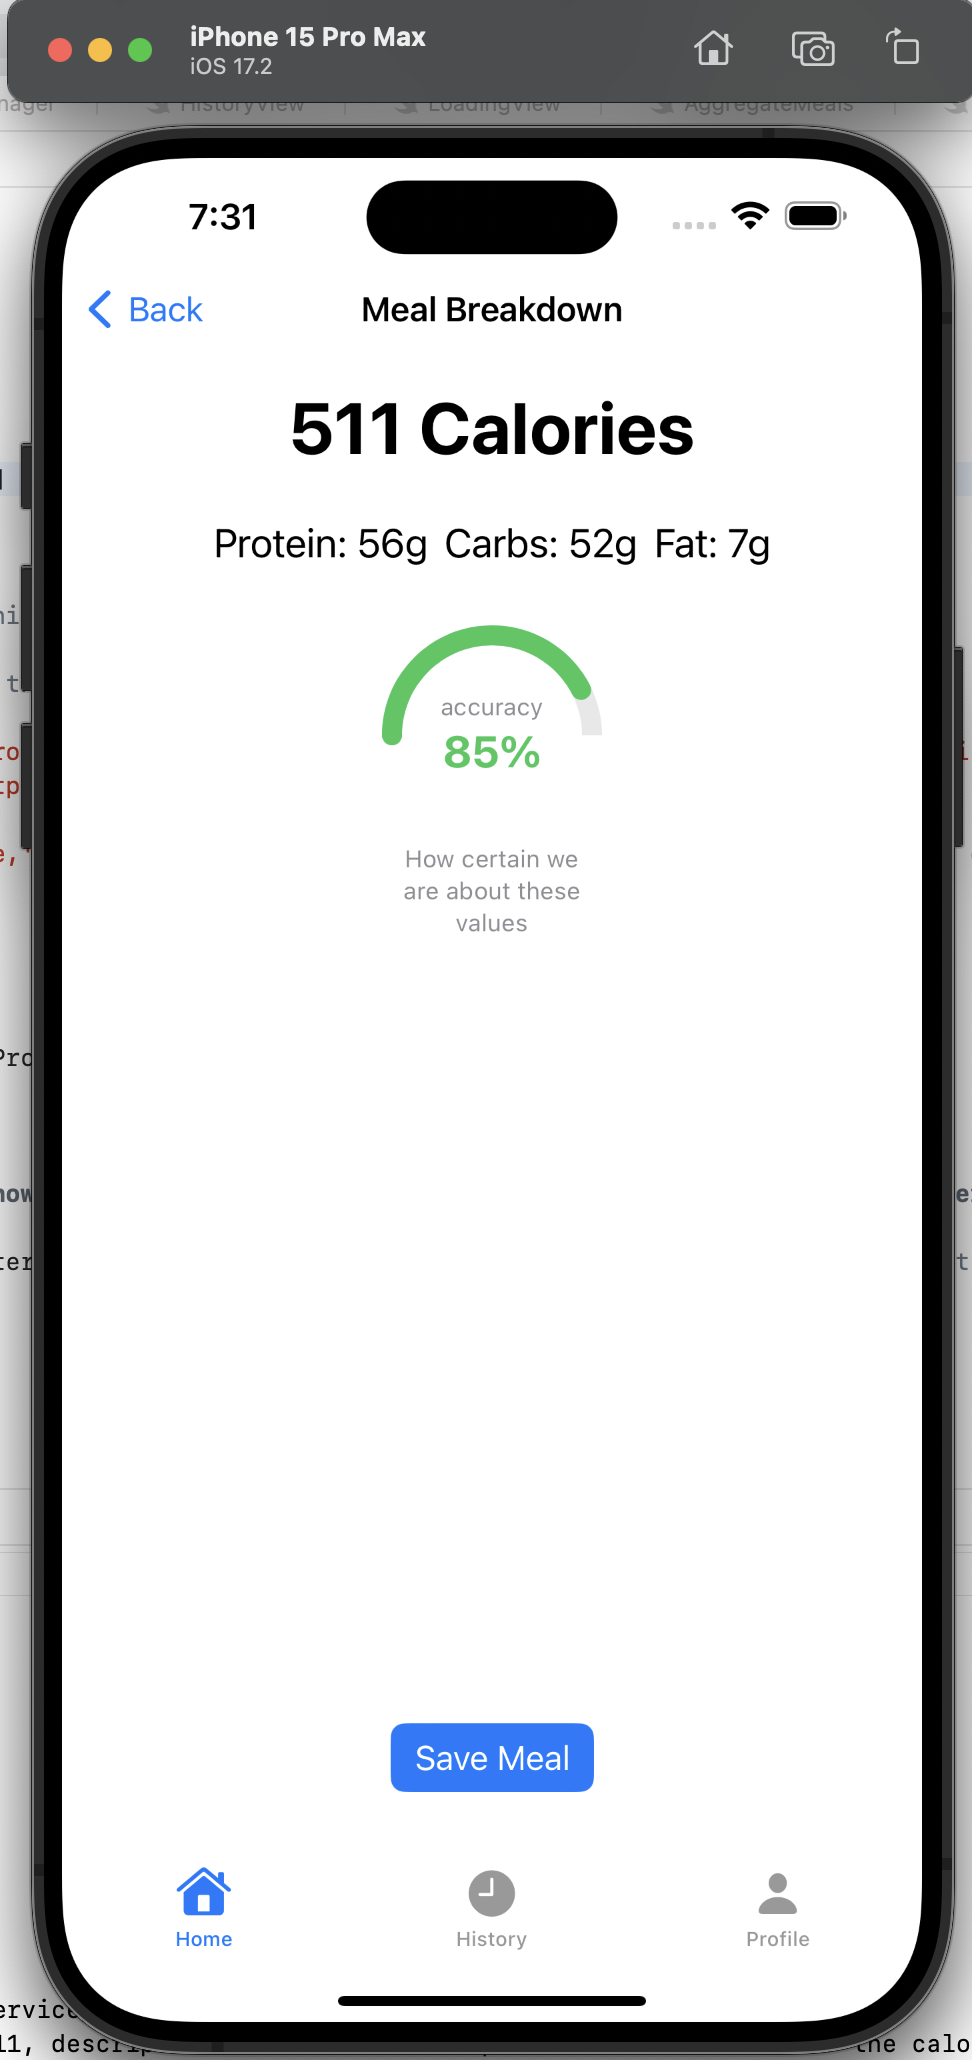 iPhone 15 Pro Max
iOS 17.2
nager HistoryView LoadingView AggregateMeals
7:31
Back
Meal Breakdown
511 Calories
Protein: 56g Carbs: 52g Fat: 7g
accuracy
85%
How certain we
are about these
values
Save Meal
Home
History
Profile
ervice
11, descrip the calo